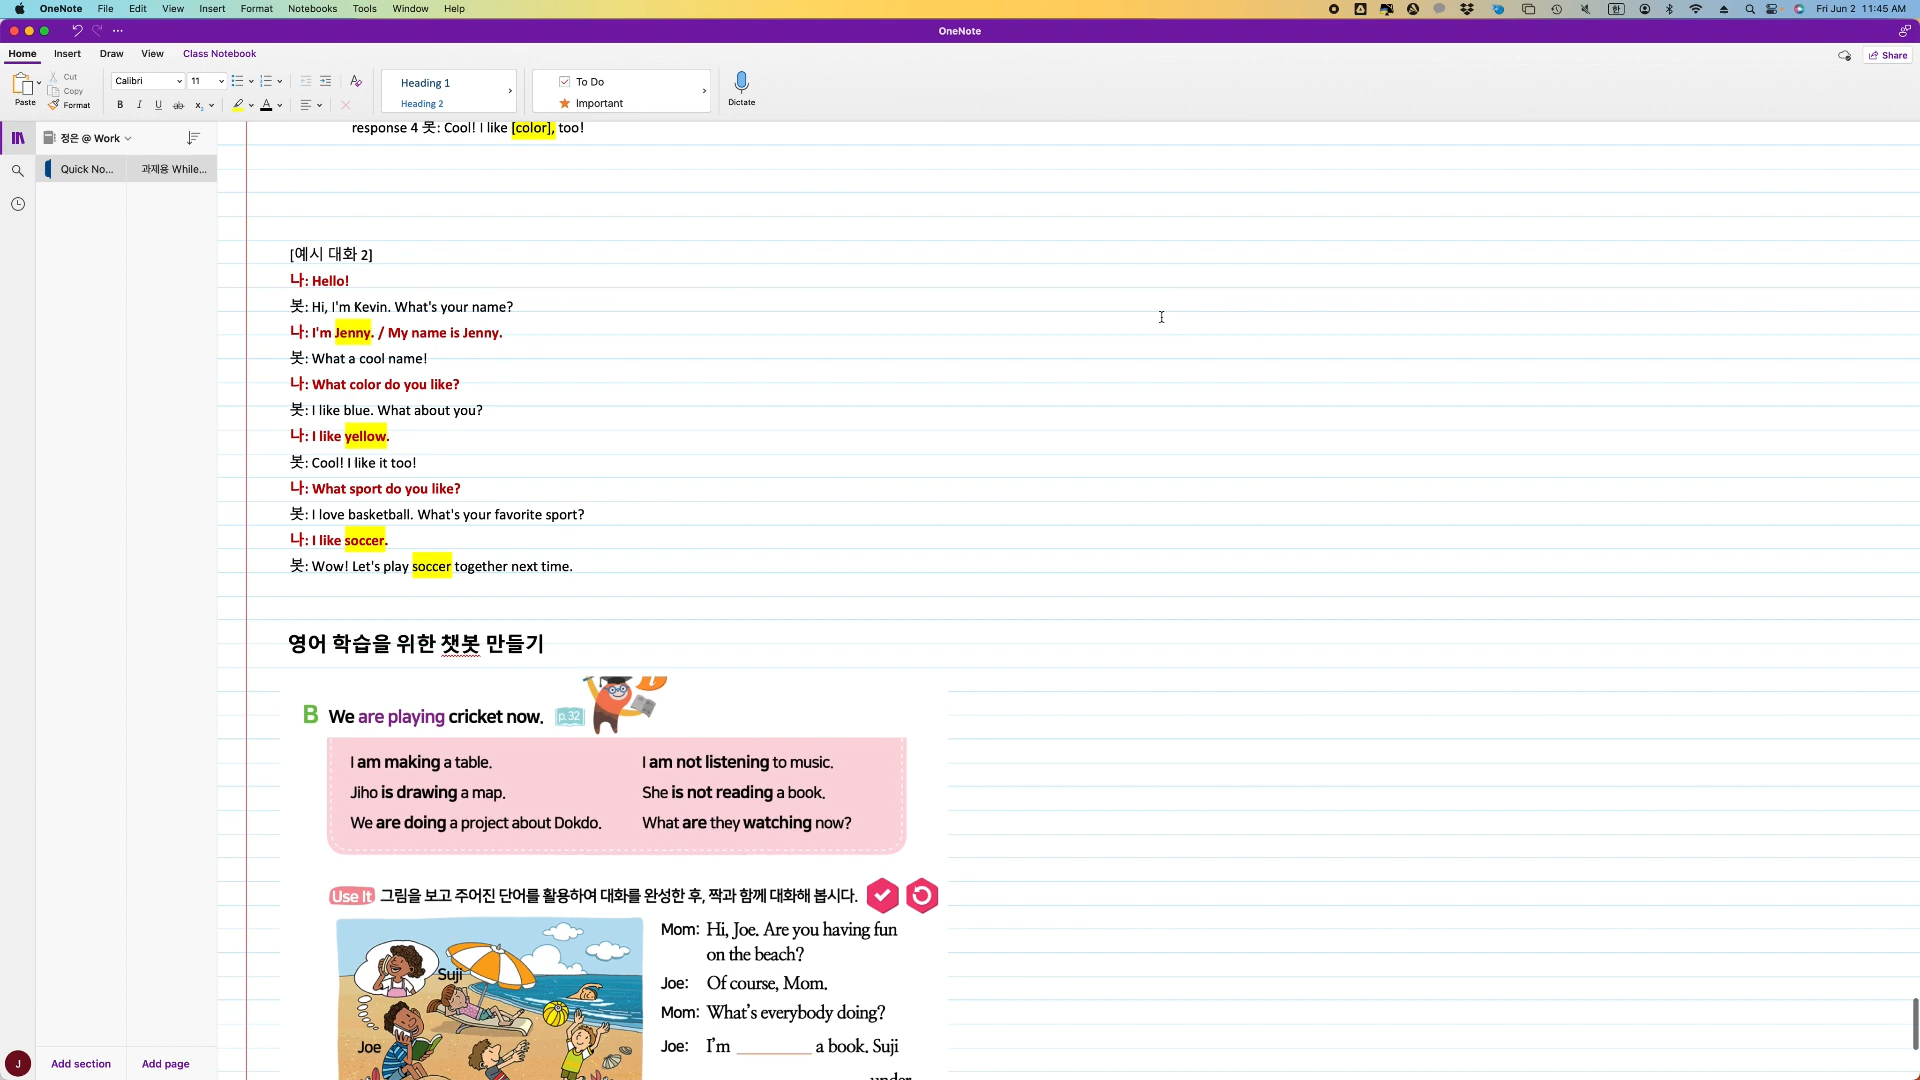 OneNote File Edit View Insert Format Notebooks Tools Window Help
Fri Jun 2 11:45 AM
OneNote
Home Insert Draw View Class Notebook
Share
Paste
Cut
Copy
Format
Calibri 11
B I U ab
Heading 1
Heading 2
To Do
Important
Dictate
정은 @ Work
Quick No...
과제용 While...
response 4 봇: Cool! I like [color], too!
[예시 대화 2]
나: Hello!
봇: Hi, I'm Kevin. What's your name?
나: I'm Jenny. / My name is Jenny.
봇: What a cool name!
나: What color do you like?
봇: I like blue. What about you?
나: I like yellow.
봇: Cool! I like it too!
나: What sport do you like?
봇: I love basketball. What's your favorite sport?
나: I like soccer.
봇: Wow! Let's play soccer together next time.
영어 학습을 위한 챗봇 만들기
B We are playing cricket now. p.32
I am making a table.
Jiho is drawing a map.
We are doing a project about Dokdo.
I am not listening to music.
She is not reading a book.
What are they watching now?
Use It 그림을 보고 주어진 단어를 활용하여 대화를 완성한 후, 짝과 함께 대화해 봅시다.
Suji
Joe
Mom: Hi, Joe. Are you having fun
on the beach?
Joe: Of course, Mom.
Mom: What's everybody doing?
Joe: I'm ________ a book. Suji
under
J
Add section
Add page